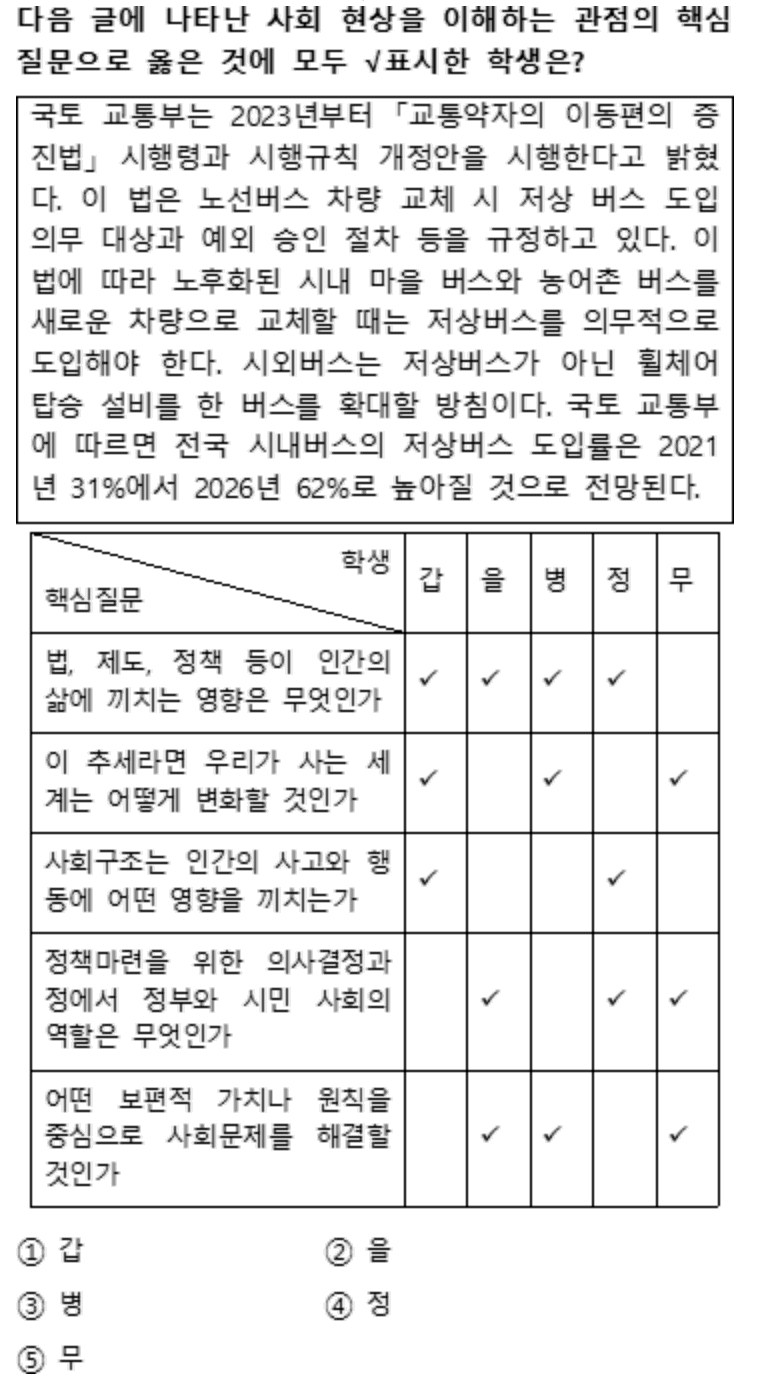 다음 글에 나타난 사회 현상을 이해하는 관점의 핵심
질문으로 옳은 것에 모두 √표시한 학생은?
국토 교통부는 2023년부터 「교통약자의 이동편의 증
진법」 시행령과 시행규칙 개정안을 시행한다고 밝혔
다. 이 법은 노선버스 차량 교체 시 저상 버스 도입
의무 대상과 예외 승인 절차 등을 규정하고 있다. 이
법에 따라 노후화된 시내 마을 버스와 농어촌 버스를
새로운 차량으로 교체할 때는 저상버스를 의무적으로
도입해야 한다. 시외버스는 저상버스가 아닌 휠체어
탑승 설비를 한 버스를 확대할 방침이다. 국토 교통부
에 따르면 전국 시내버스의 저상버스 도입률은 2021
년 31%에서 2026년 62%로 높아질 것으로 전망된다.
학생 갑 을 병 정 무
핵심질문
법, 제도, 정책 등이 인간의
삶에 끼치는 영향은 무엇인가 ✓ ✓ ✓ ✓
이 추세라면 우리가 사는 세
계는 어떻게 변화할 것인가 ✓ ✓ ✓
사회구조는 인간의 사고와 행
동에 어떤 영향을 끼치는가 ✓ ✓
정책마련을 위한 의사결정과
정에서 정부와 시민 사회의 ✓ ✓ ✓
역할은 무엇인가
어떤 보편적 가치나 원칙을
중심으로 사회문제를 해결할 ✓ ✓ ✓
것인가
① 갑 ② 을
③ 병 ④ 정
⑤ 무